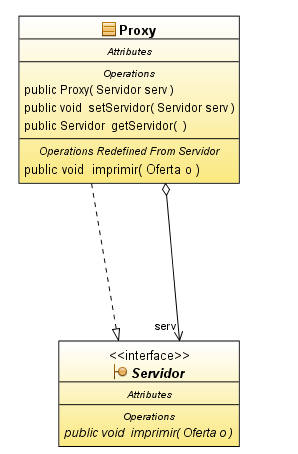 Proxy
Attributes
Operations
public Proxy( Servidor serv )
public void setServidor( Servidor serv )
public Servidor getServidor( )
Operations Redefined From Servidor
public void imprimir( Oferta o )
serv
<<interface>>
Servidor
Attributes
Operations
public void imprimir( Oferta o )